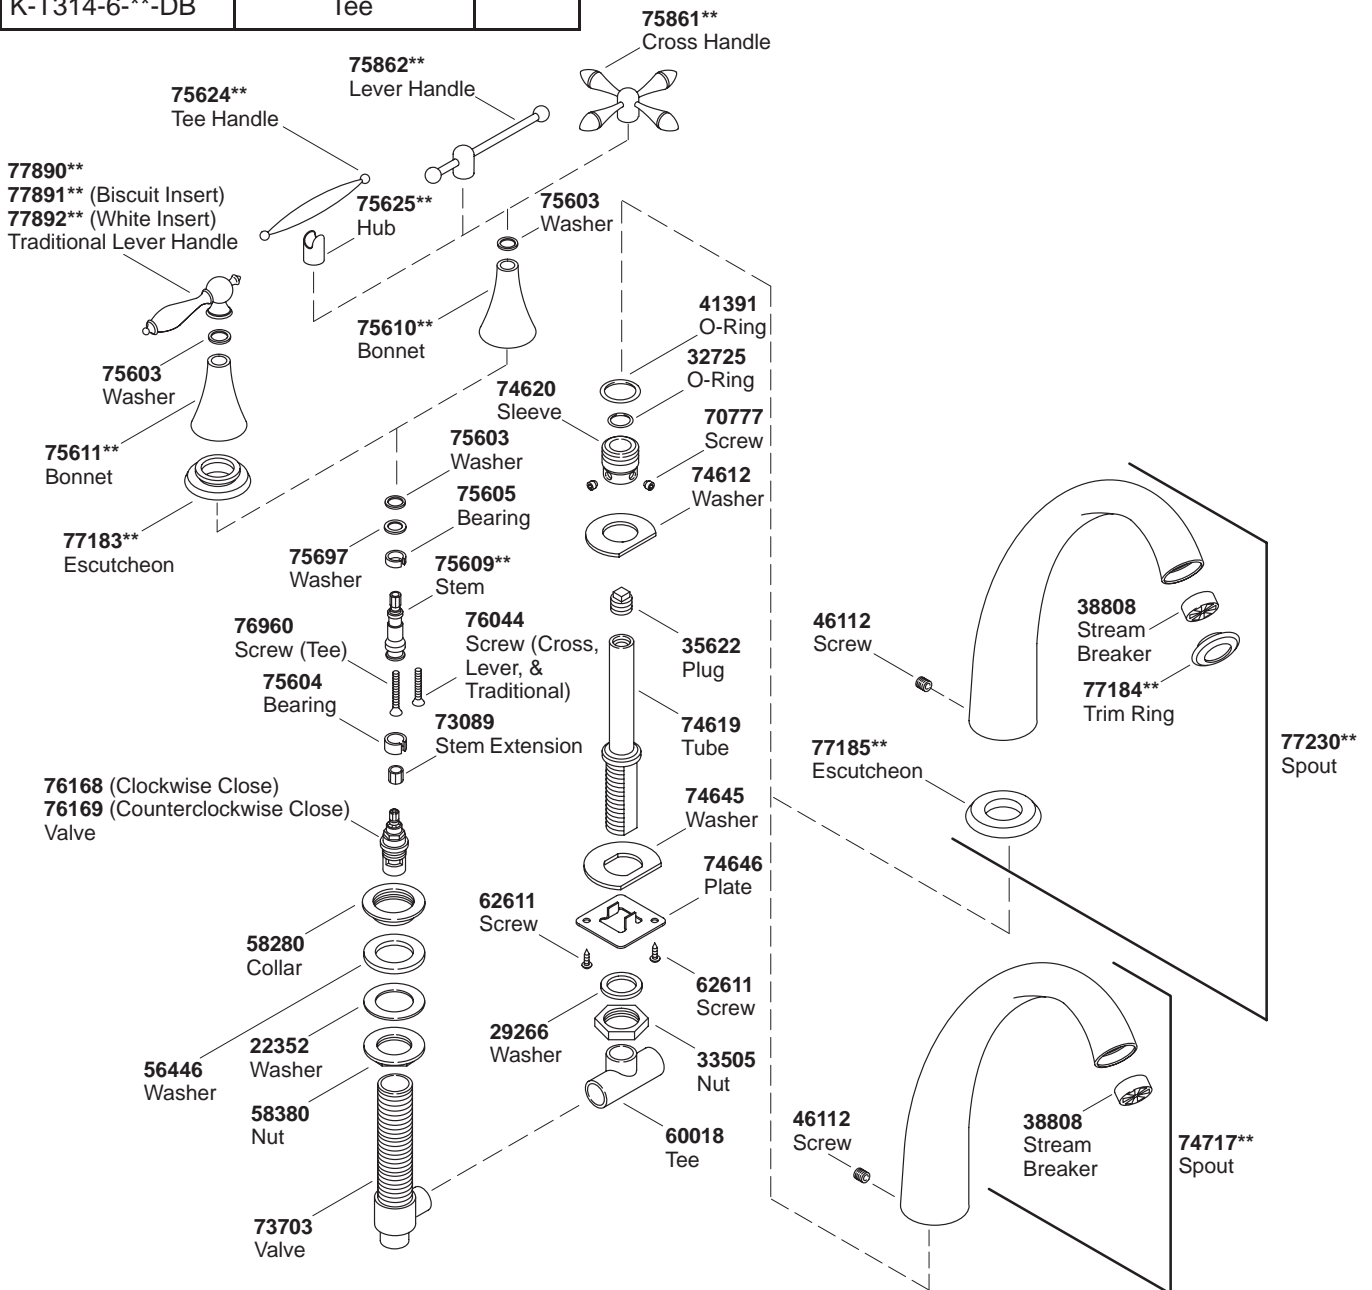 K-T314-6-**-DB Tee
75861**
Cross Handle
75862**
Lever Handle
75624**
Tee Handle
77890**
77891** (Biscuit Insert)
77892** (White Insert)
Traditional Lever Handle
75625**
Hub
75603
Washer
75610**
Bonnet
41391
O-Ring
32725
O-Ring
75603
Washer
74620
Sleeve
70777
Screw
75611**
Bonnet
75603
Washer
74612
Washer
75605
Bearing
77183**
Escutcheon
75697
Washer
75609**
Stem
76960
Screw (Tee)
76044
Screw (Cross,
Lever, &
Traditional)
35622
Plug
75604
Bearing
73089
Stem Extension
74619
Tube
46112
Screw
38808
Stream
Breaker
77184**
Trim Ring
77185**
Escutcheon
77230**
Spout
76168 (Clockwise Close)
76169 (Counterclockwise Close)
Valve
74645
Washer
74646
Plate
62611
Screw
58280
Collar
62611
Screw
56446
Washer
22352
Washer
29266
Washer
33505
Nut
58380
Nut
60018
Tee
46112
Screw
38808
Stream
Breaker
74717**
Spout
73703
Valve